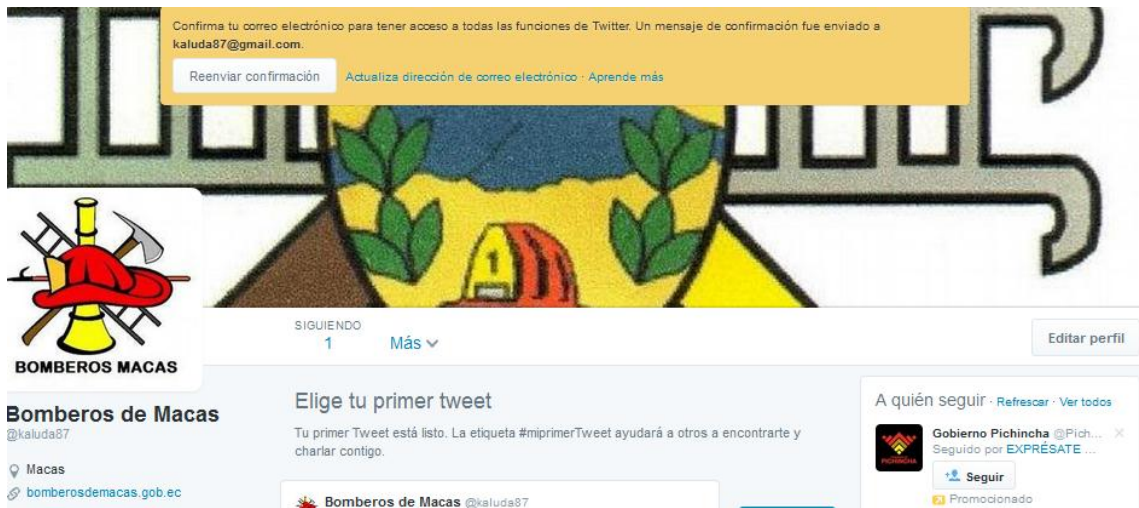 Confirma tu correo electrónico para tener acceso a todas las funciones de Twitter. Un mensaje de confirmación fue enviado a
kaluda87@gmail.com.
Reenviar confirmación
Actualiza dirección de correo electrónico · Aprende más
1
BOMBEROS MACAS
SIGUIENDO
1
Más
Editar perfil
Bomberos de Macas
@kaluda87
Macas
bomberosdemacas.gob.ec
Elige tu primer tweet
Tu primer Tweet está listo. La etiqueta #miprimerTweet ayudará a otros a encontrarte y
charlar contigo.
Bomberos de Macas @kaluda87
A quién seguir · Refrescar · Ver todos
PICHINCHA
Gobierno Pichincha @Pich...
Seguido por EXPRÉSATE ...
Seguir
Promocionado